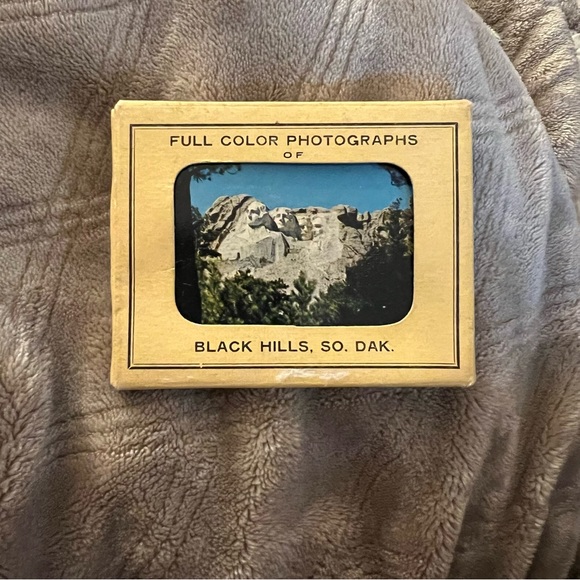 FULL COLOR PHOTOGRAPHS
OF
BLACK HILLS, SO. DAK.